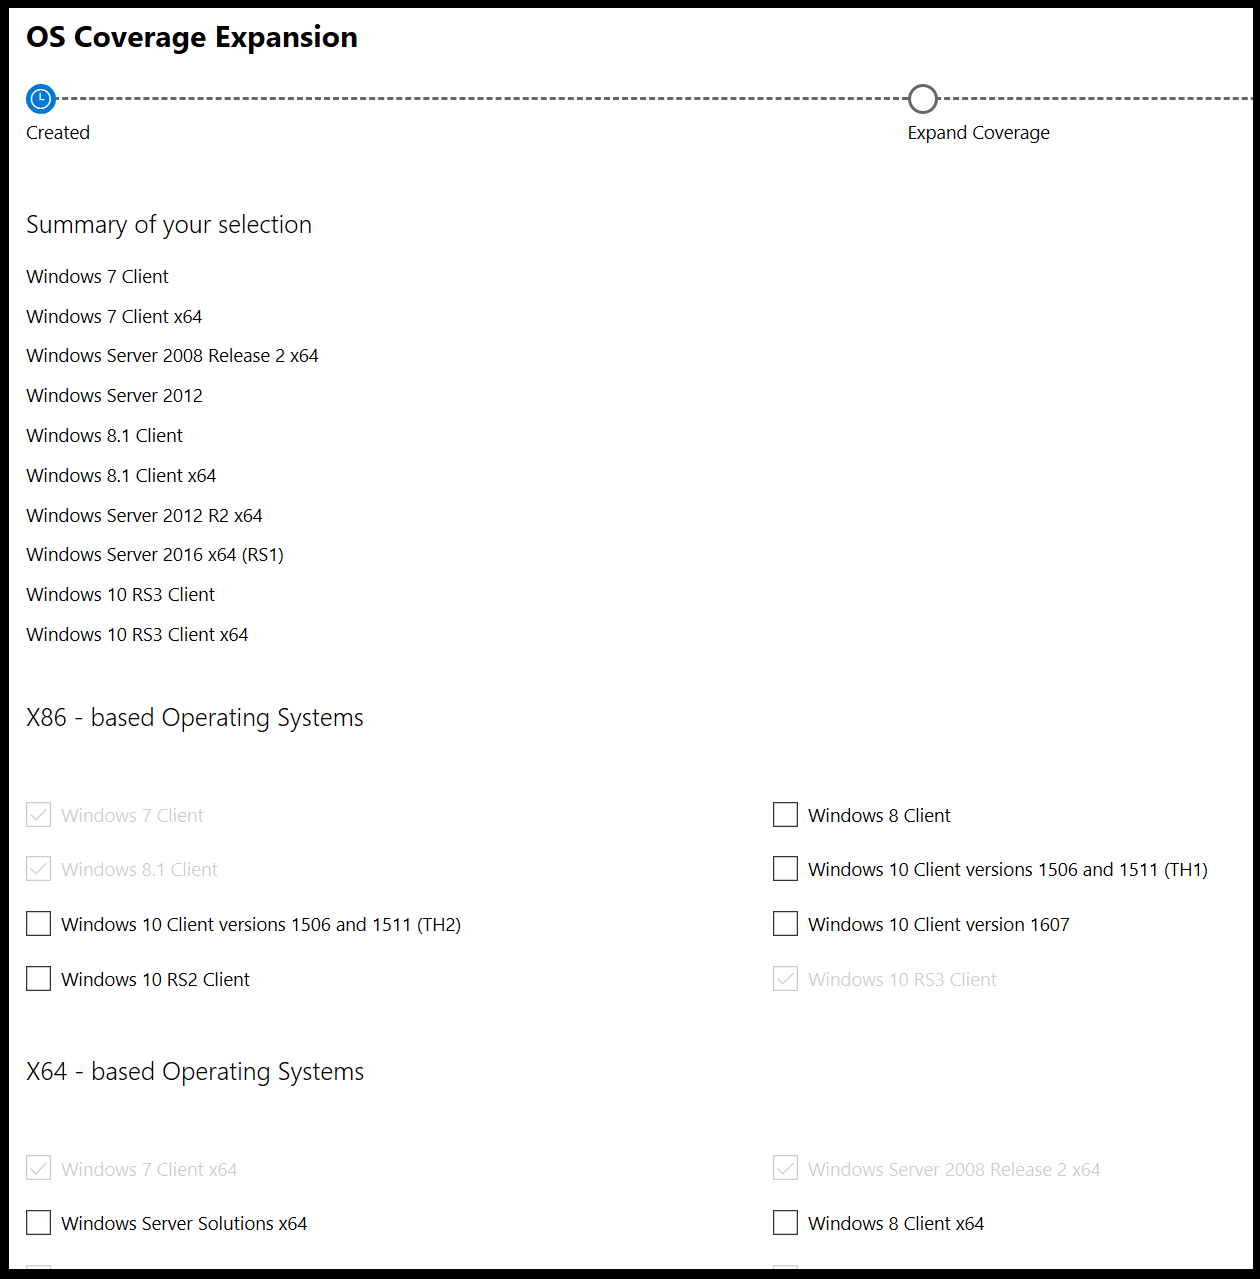 OS Coverage Expansion
Created
Expand Coverage
Summary of your selection
Windows 7 Client
Windows 7 Client x64
Windows Server 2008 Release 2 x64
Windows Server 2012
Windows 8.1 Client
Windows 8.1 Client x64
Windows Server 2012 R2 x64
Windows Server 2016 x64 (RS1)
Windows 10 RS3 Client
Windows 10 RS3 Client x64
X86 - based Operating Systems
Windows 7 Client
Windows 8 Client
Windows 8.1 Client
Windows 10 Client versions 1506 and 1511 (TH1)
Windows 10 Client versions 1506 and 1511 (TH2)
Windows 10 Client version 1607
Windows 10 RS2 Client
Windows 10 RS3 Client
X64 - based Operating Systems
Windows 7 Client x64
Windows Server 2008 Release 2 x64
Windows Server Solutions x64
Windows 8 Client x64